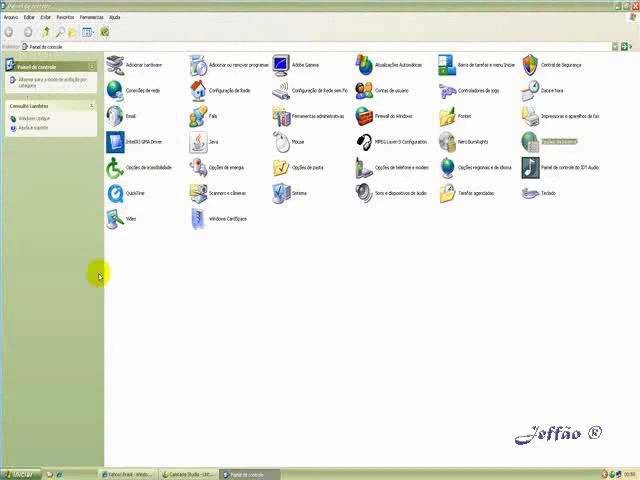 Painel de controle
Arquivo Editar Exibir Favoritos Ferramentas Ajuda
Endereço Painel de controle
Painel de controle
Alternar para o modo de exibição por categoria
Consulte também
Windows Update
Ajuda e suporte
Adicionar hardware
Adicionar ou remover programas
Adobe Gamma
Atualizações Automáticas
Barra de tarefas e menu Iniciar
Central de Segurança
Conexões de rede
Configuração de Rede
Configuração de Rede sem Fio
Contas de usuário
Controladores de jogo
Data e hora
Email
Fala
Ferramentas administrativas
Firewall do Windows
Fontes
Impressoras e aparelhos de fax
Intel(R) GMA Driver
Java
Mouse
MPEG Layer-3 Configuration
Nero BurnRights
Opções da Internet
Opções de acessibilidade
Opções de energia
Opções de pasta
Opções de telefone e modem
Opções regionais e de idioma
Painel de controle do IDT Audio
QuickTime
Scanners e câmeras
Sistema
Sons e dispositivos de áudio
Tarefas agendadas
Teclado
Vídeo
Windows CardSpace
Jeffão ®
Iniciar
Yahoo! Brasil - Window...
Camtasia Studio - Unt...
Painel de controle